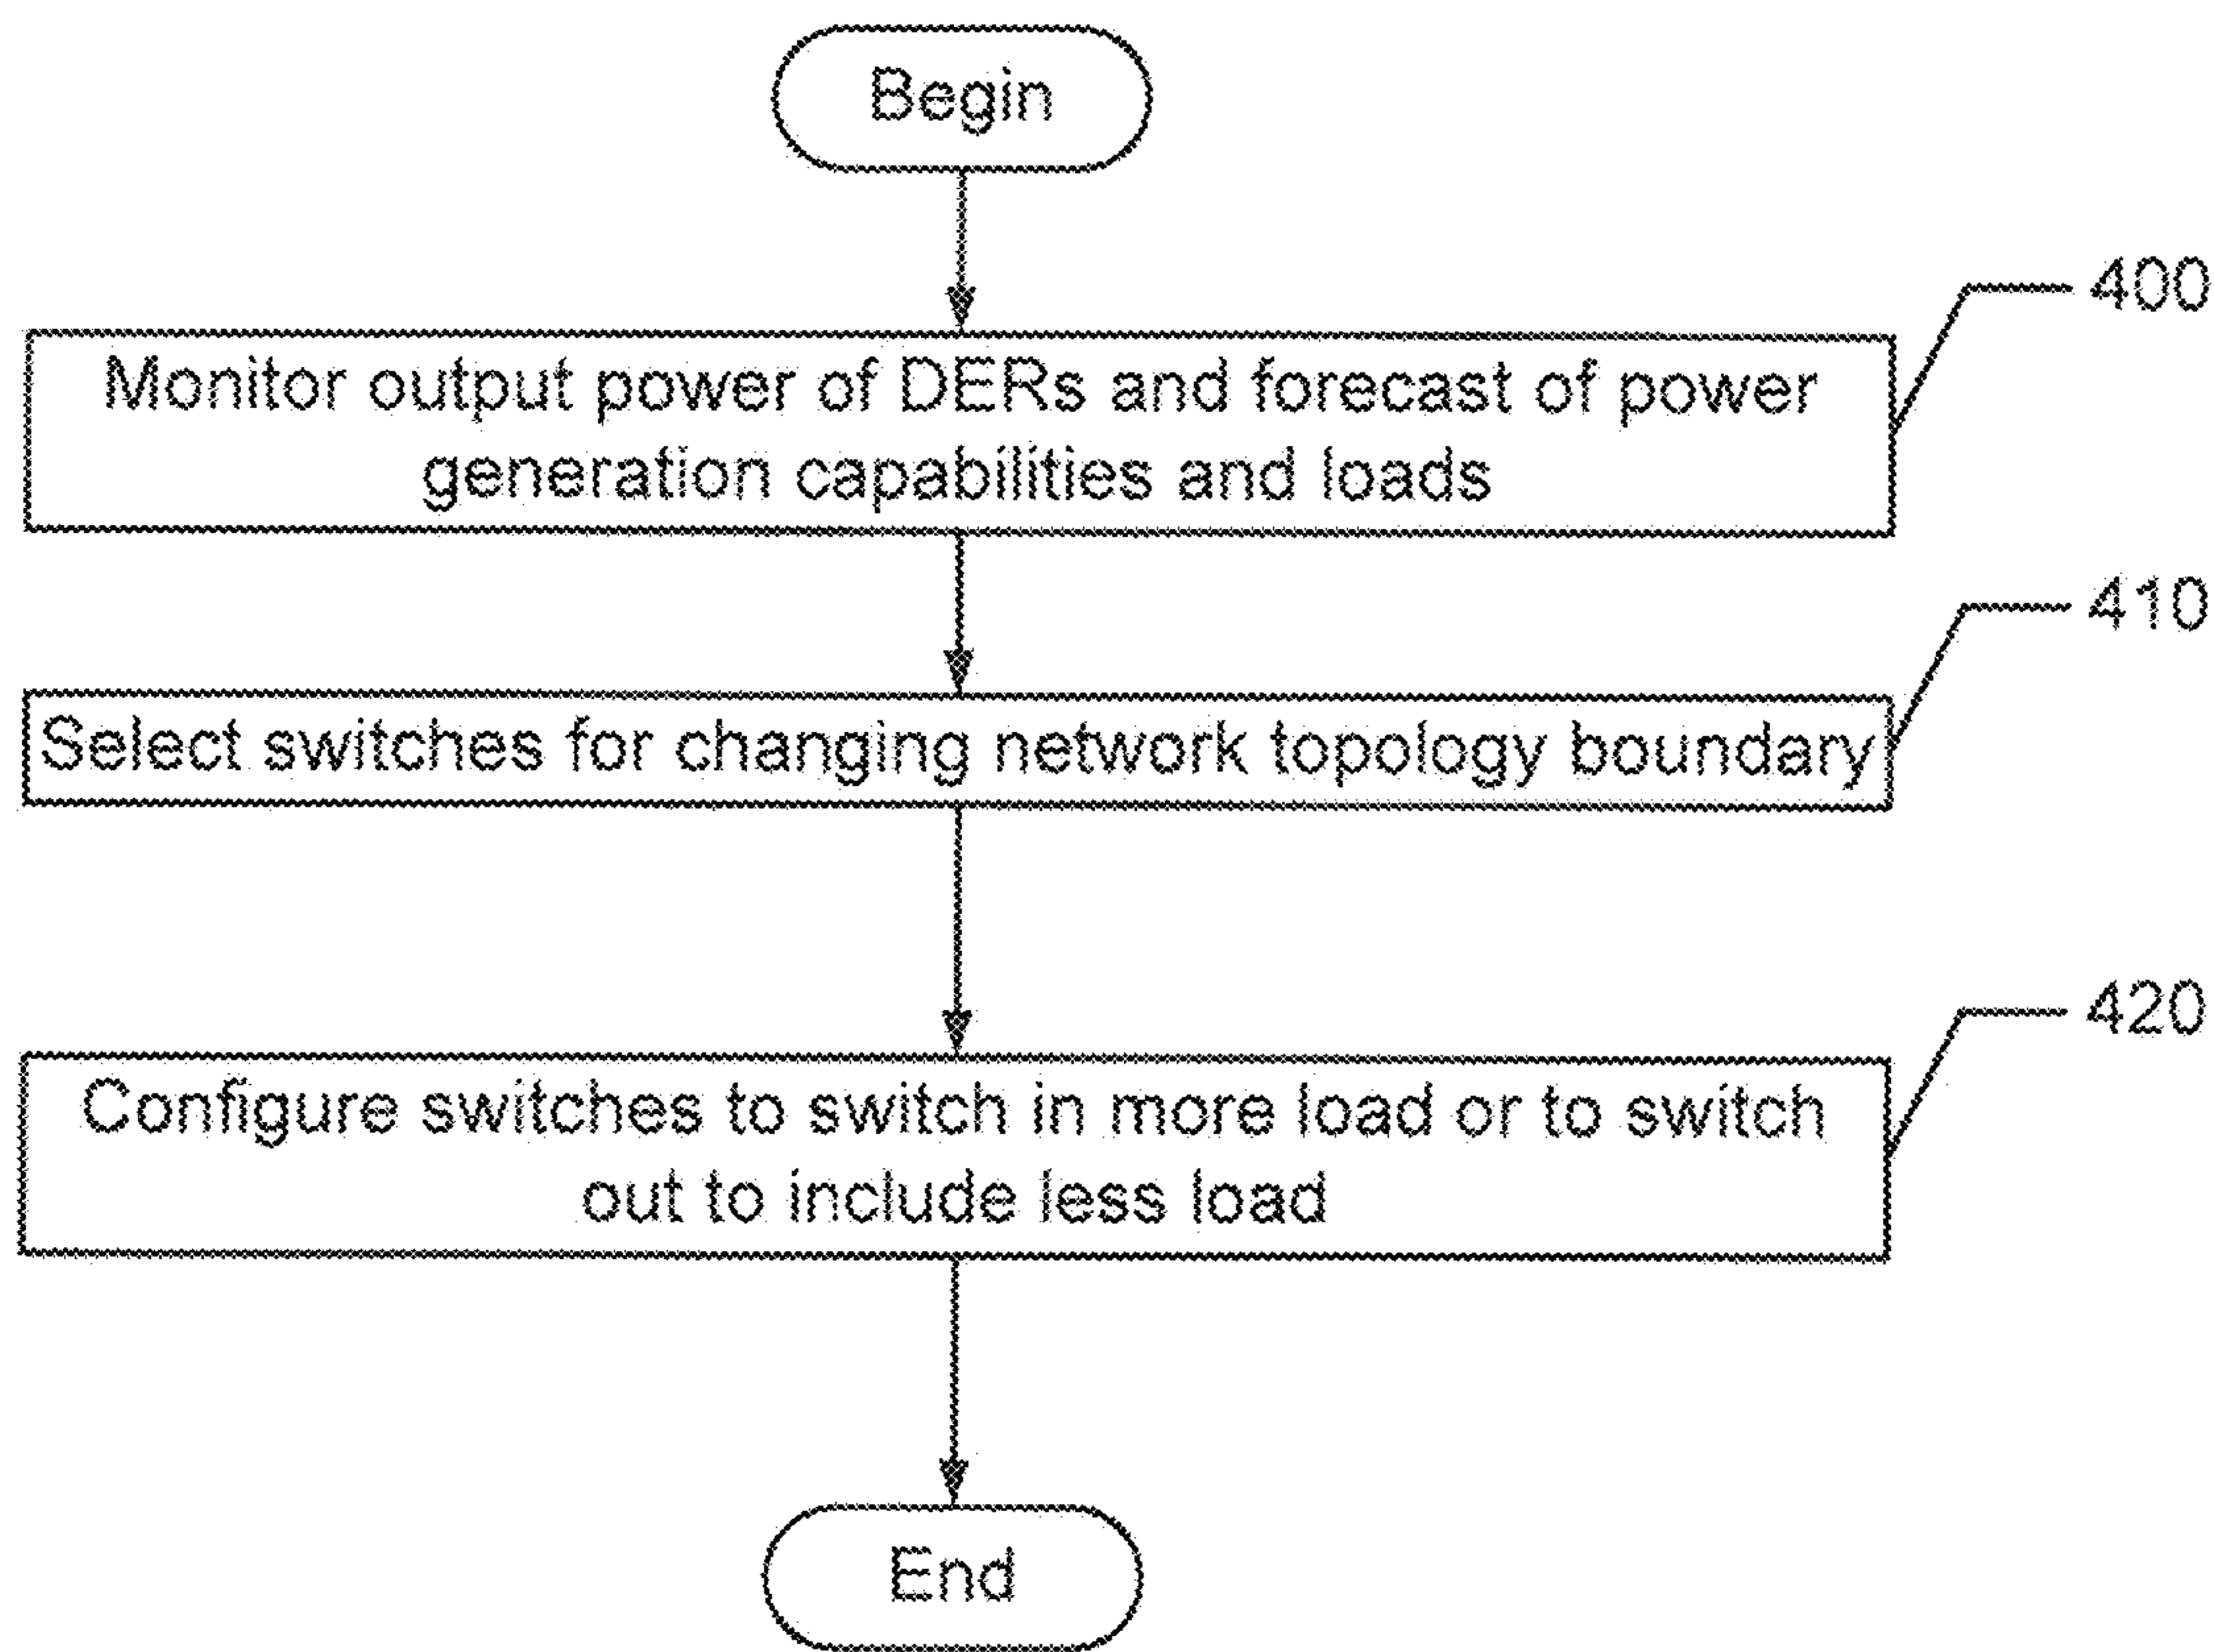 Begin
400
Monitor output power of DERs and forecast of power
generation capabilities and loads
410
Select switches for changing network topology boundary
420
Configure switches to switch in more load or to switch
out to include less load
End